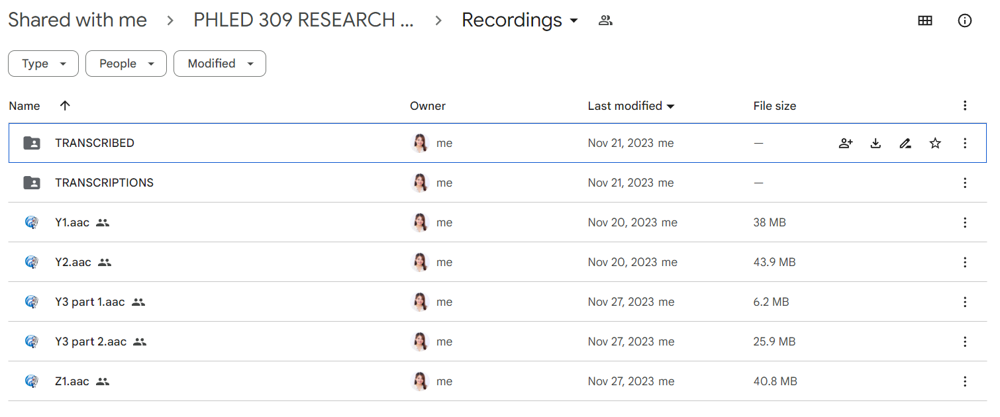 Shared with me > PHLED 309 RESEARCH ... > Recordings
Type People Modified
Name Owner Last modified File size
TRANSCRIBED me Nov 21, 2023 me —
TRANSCRIPTIONS me Nov 21, 2023 me —
Y1.aac me Nov 20, 2023 me 38 MB
Y2.aac me Nov 20, 2023 me 43.9 MB
Y3 part 1.aac me Nov 27, 2023 me 6.2 MB
Y3 part 2.aac me Nov 27, 2023 me 25.9 MB
Z1.aac me Nov 27, 2023 me 40.8 MB